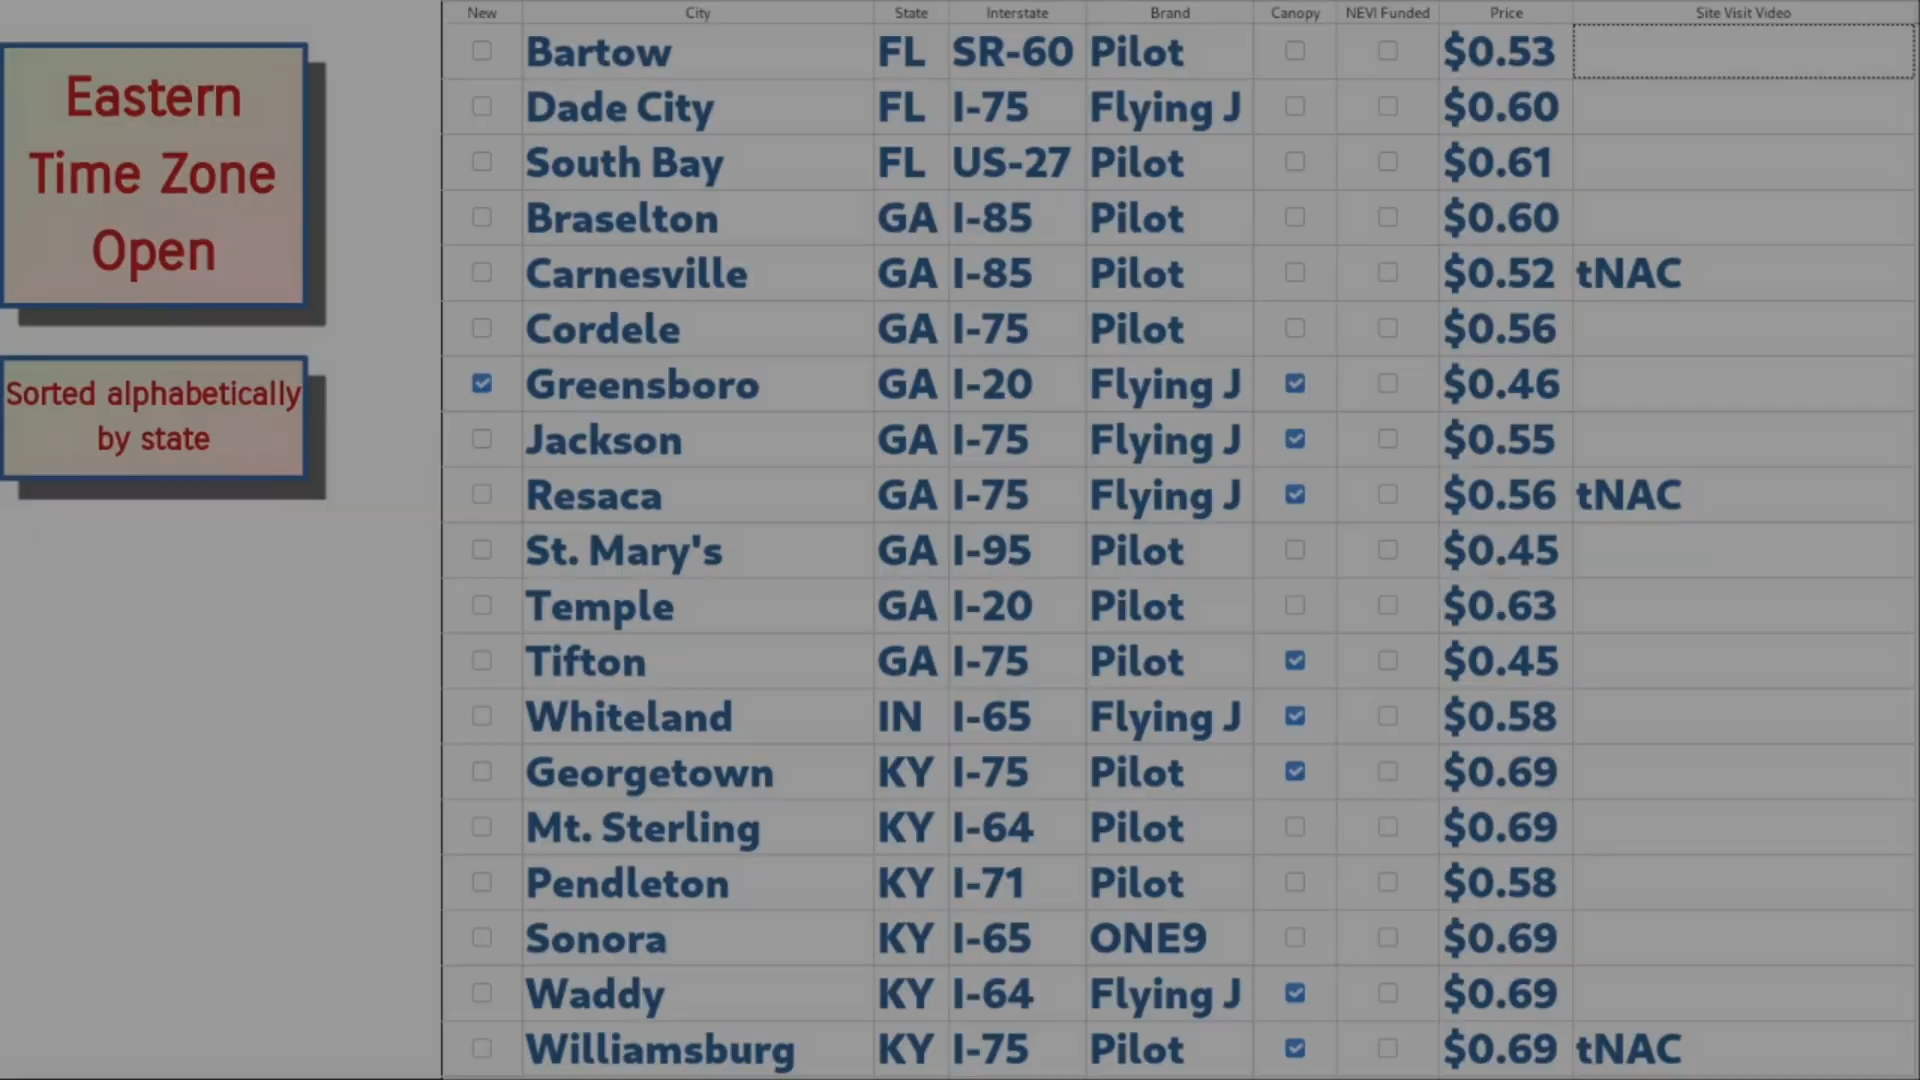 Eastern
Time Zone
Open
Sorted alphabetically
by state
New City State Interstate Brand Canopy NEVI Funded Price Site Visit Video
Bartow FL SR-60 Pilot $0.53
Dade City FL I-75 Flying J $0.60
South Bay FL US-27 Pilot $0.61
Braselton GA I-85 Pilot $0.60
Carnesville GA I-85 Pilot $0.52 tNAC
Cordele GA I-75 Pilot $0.56
Greensboro GA I-20 Flying J $0.46
Jackson GA I-75 Flying J $0.55
Resaca GA I-75 Flying J $0.56 tNAC
St. Mary's GA I-95 Pilot $0.45
Temple GA I-20 Pilot $0.63
Tifton GA I-75 Pilot $0.45
Whiteland IN I-65 Flying J $0.58
Georgetown KY I-75 Pilot $0.69
Mt. Sterling KY I-64 Pilot $0.69
Pendleton KY I-71 Pilot $0.58
Sonora KY I-65 ONE9 $0.69
Waddy KY I-64 Flying J $0.69
Williamsburg KY I-75 Pilot $0.69 tNAC